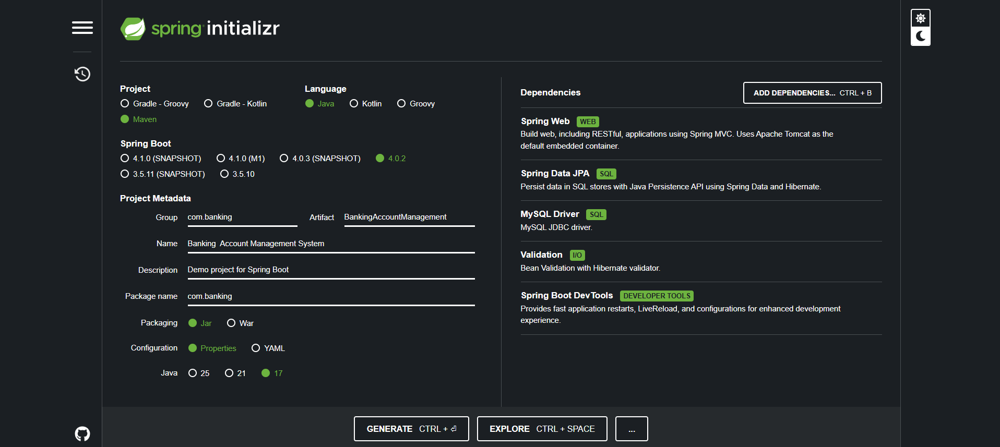 spring initializr
Project
Gradle - Groovy Gradle - Kotlin
Maven
Language
Java Kotlin Groovy
Spring Boot
4.1.0 (SNAPSHOT) 4.1.0 (M1) 4.0.3 (SNAPSHOT) 4.0.2
3.5.11 (SNAPSHOT) 3.5.10
Project Metadata
Group com.banking Artifact BankingAccountManagement
Name Banking  Account Management System
Description Demo project for Spring Boot
Package name com.banking
Packaging Jar War
Configuration Properties YAML
Java 25 21 17
Dependencies ADD DEPENDENCIES... CTRL + B
Spring Web WEB
Build web, including RESTful, applications using Spring MVC. Uses Apache Tomcat as the
default embedded container.
Spring Data JPA SQL
Persist data in SQL stores with Java Persistence API using Spring Data and Hibernate.
MySQL Driver SQL
MySQL JDBC driver.
Validation I/O
Bean Validation with Hibernate validator.
Spring Boot DevTools DEVELOPER TOOLS
Provides fast application restarts, LiveReload, and configurations for enhanced development
experience.
GENERATE CTRL + ⏎ EXPLORE CTRL + SPACE ...